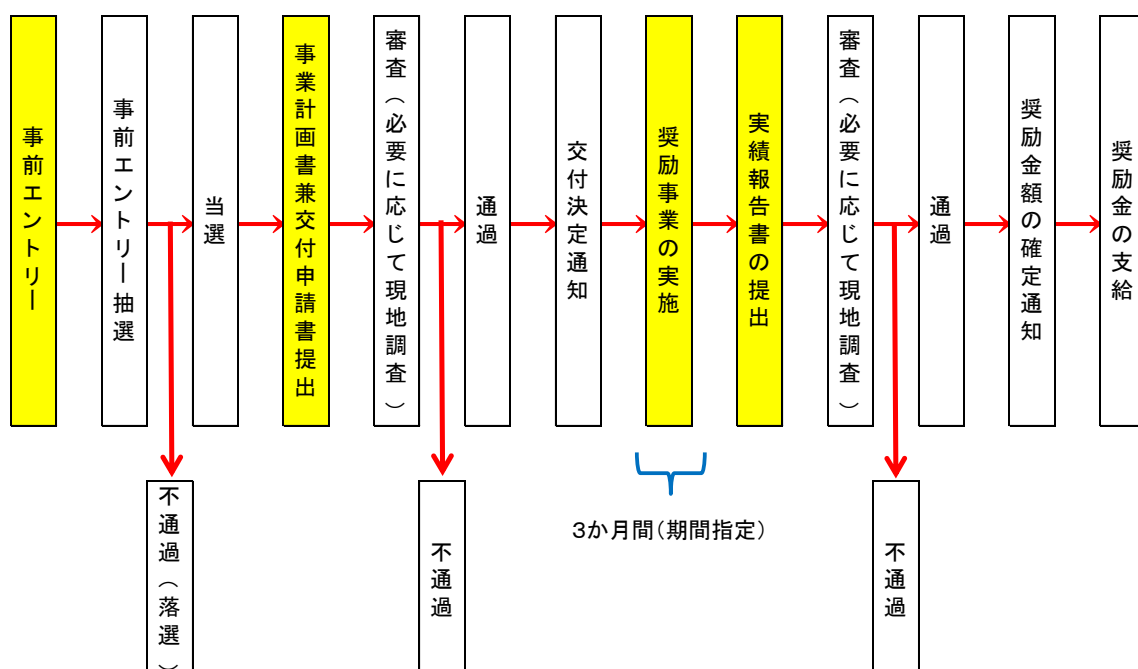 事前エントリー
事前エントリー抽選
当選
事業計画書兼交付申請書提出
審査（必要に応じて現地調査）
通過
交付決定通知
奨励事業の実施
実績報告書の提出
審査（必要に応じて現地調査）
通過
奨励金額の確定通知
奨励金の支給
不通過（落選）
不通過
3か月間（期間指定）
不通過